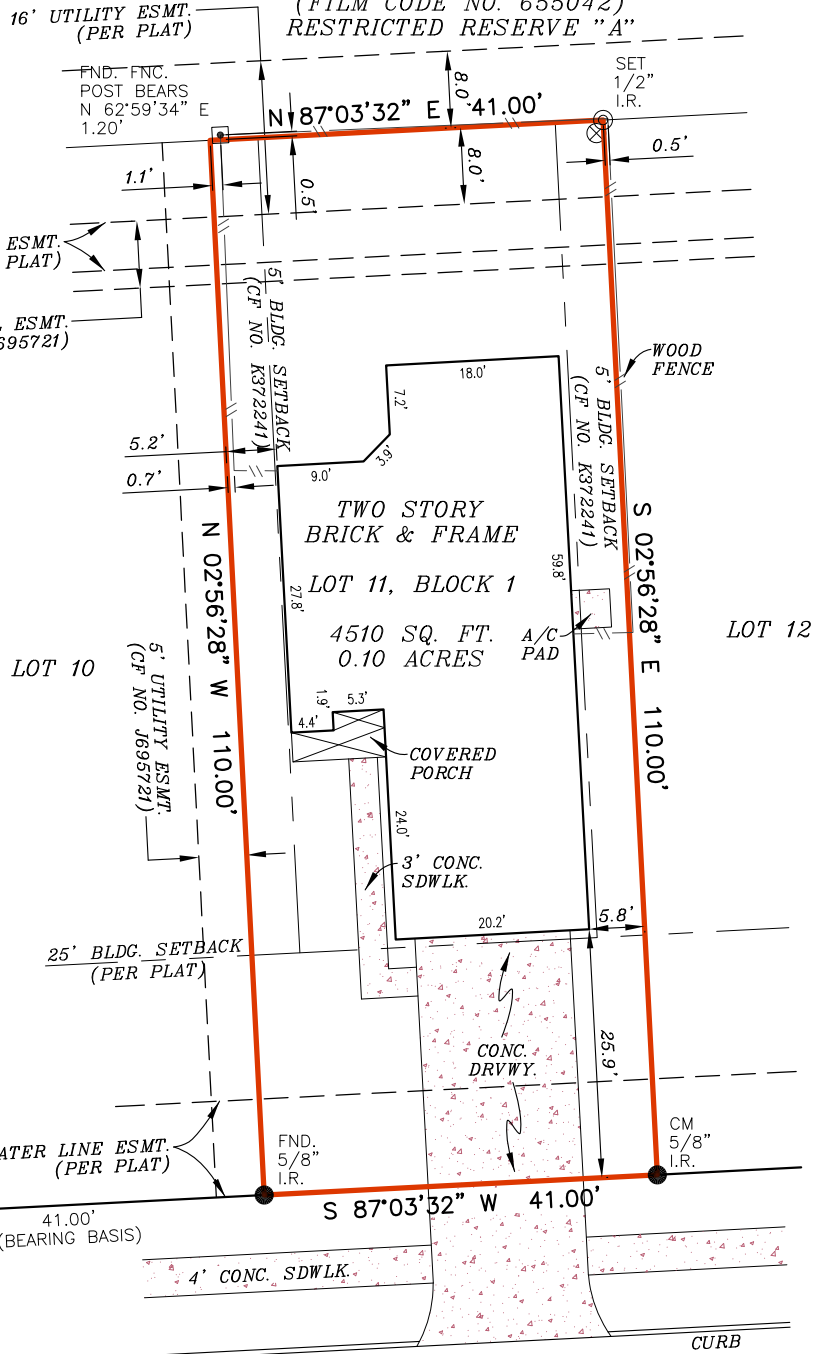 (FILM CODE NO. 655042)
RESTRICTED RESERVE "A"
16' UTILITY ESMT.
(PER PLAT)
FND. FNC.
POST BEARS
N 62°59'34" E
1.20'
SET
1/2"
I.R.
8.0'
N 87°03'32" E 41.00'
8.0'
0.5'
1.1'
0.5'
ESMT.
PLAT)
ESMT.
695721)
5' BLDG. SETBACK
(CF NO. K372241)
5' BLDG. SETBACK
(CF NO. K372241)
WOOD
FENCE
18.0'
7.2'
3.9'
9.0'
5.2'
0.7'
TWO STORY
BRICK & FRAME
LOT 11, BLOCK 1
4510 SQ. FT.
0.10 ACRES
59.8'
27.8'
A/C
PAD
N 02°56'28" W 110.00'
S 02°56'28" E 110.00'
LOT 10
LOT 12
5' UTILITY ESMT.
(CF NO. J695721)
1.9'
5.3'
4.4'
COVERED
PORCH
24.0'
3' CONC.
SDWLK.
20.2'
5.8'
25' BLDG. SETBACK
(PER PLAT)
25.9'
CONC.
DRVWY.
ATER LINE ESMT.
(PER PLAT)
FND.
5/8"
I.R.
CM
5/8"
I.R.
S 87°03'32" W 41.00'
41.00'
(BEARING BASIS)
4' CONC. SDWLK.
CURB